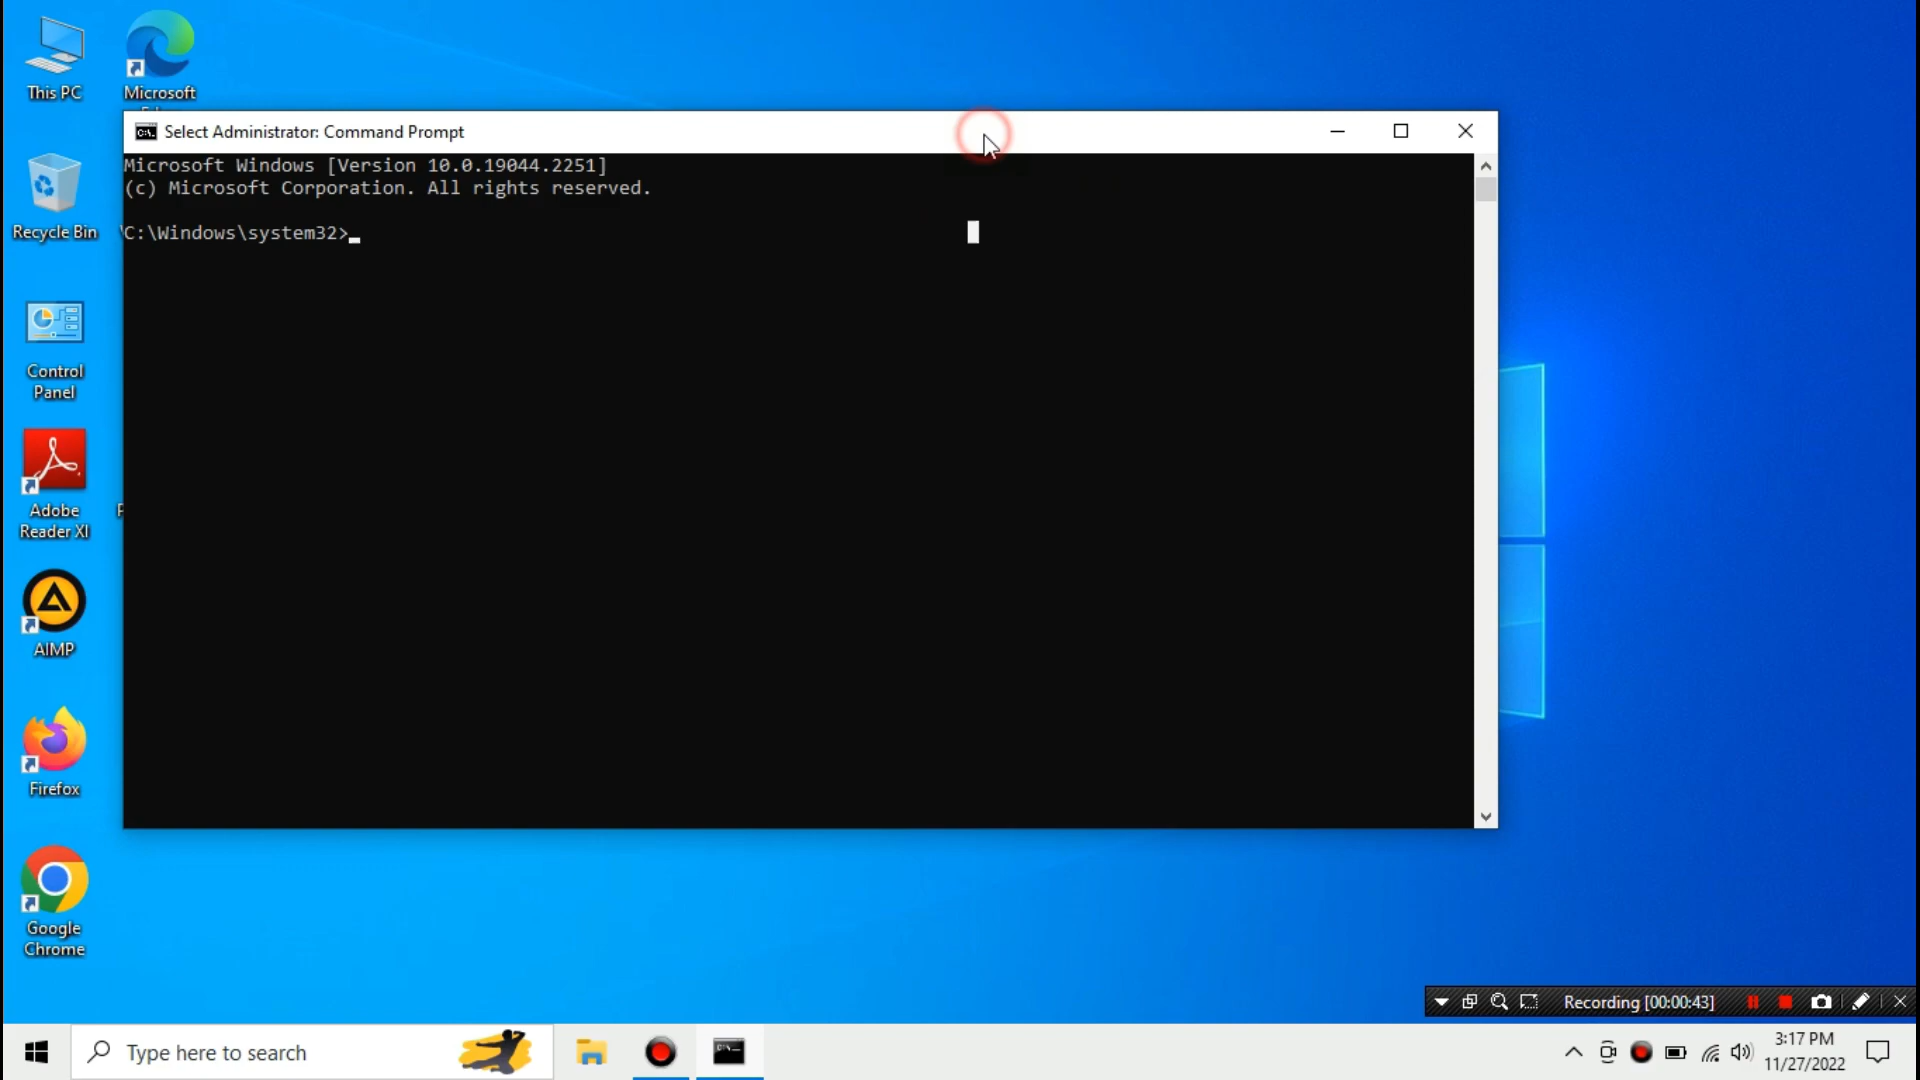 This PC
Microsoft
Recycle Bin
Control
Panel
Adobe
Reader XI
AIMP
Firefox
Google
Chrome
Select Administrator: Command Prompt
Microsoft Windows [Version 10.0.19044.2251]
(c) Microsoft Corporation. All rights reserved.
C:\Windows\system32>
Recording [00:00:43]
Type here to search
3:17 PM
11/27/2022